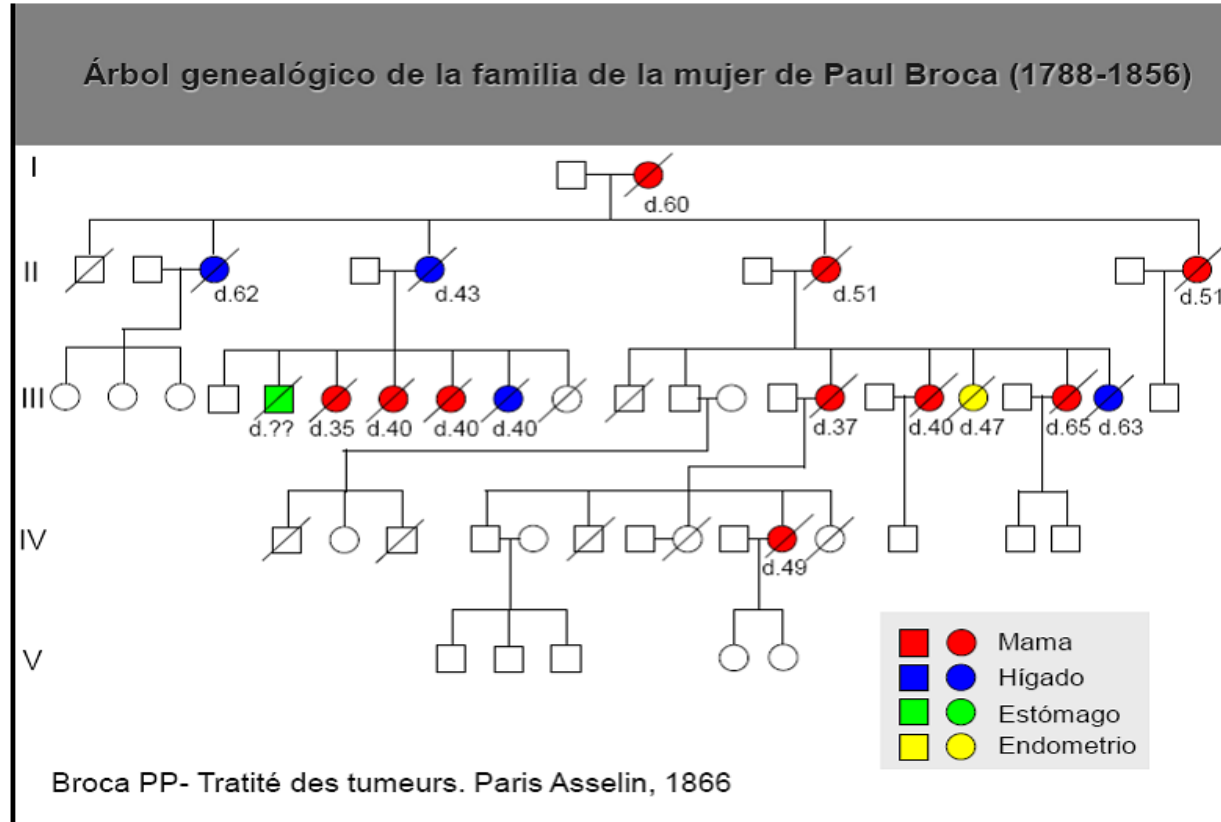 Árbol genealógico de la familia de la mujer de Paul Broca (1788-1856)
I
d.60
II
d.62
d.43
d.51
d.51
III
d.??
d.35
d.40
d.40
d.40
d.37
d.40
d.47
d.65
d.63
IV
d.49
V
Mama
Hígado
Estómago
Endometrio
Broca PP- Tratité des tumeurs. Paris Asselin, 1866